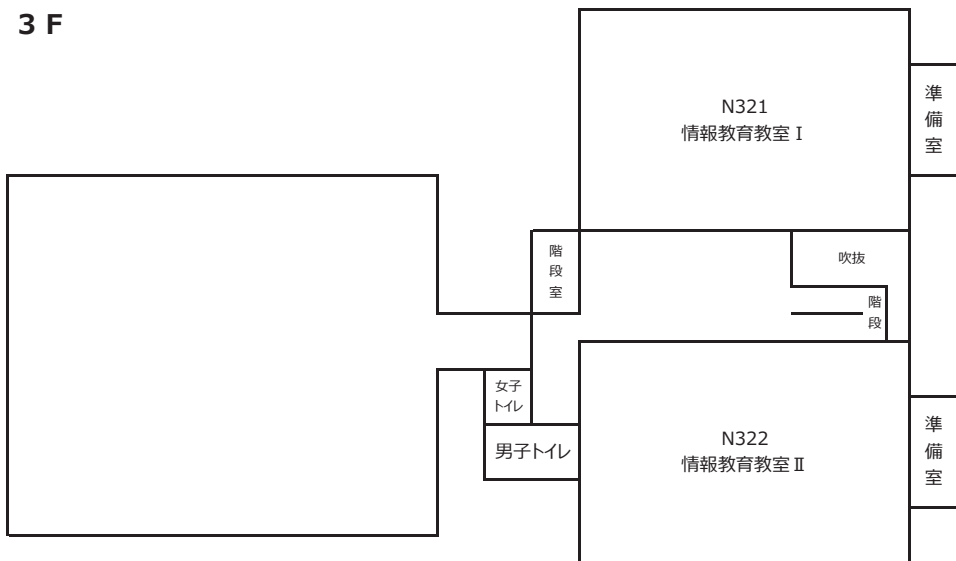 3 F
N321
情報教育教室 I
準備室
階段室
吹抜
階段
女子
トイレ
男子トイレ
N322
情報教育教室 Ⅱ
準備室